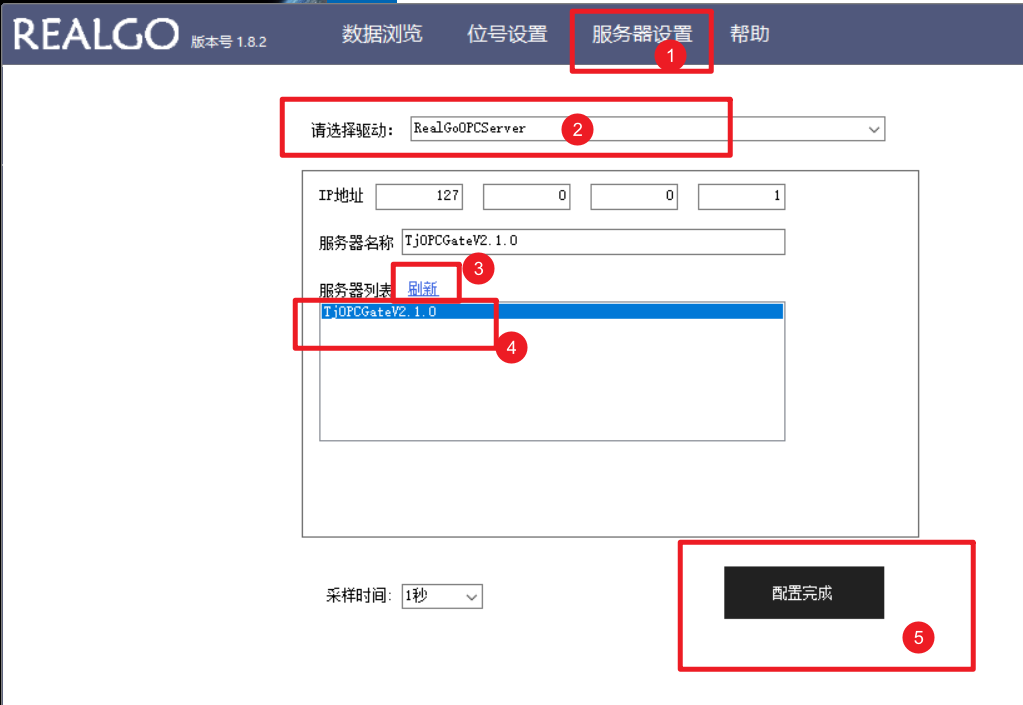 REALGO 版本号 1.8.2 数据浏览 位号设置 服务器设置 帮助
1
请选择驱动: RealGoOPCServer 2
IP地址 127 0 0 1
服务器名称 TjOPCGateV2.1.0
3
服务器列表 刷新
TjOPCGateV2.1.0
4
采样时间: 1秒 配置完成
5